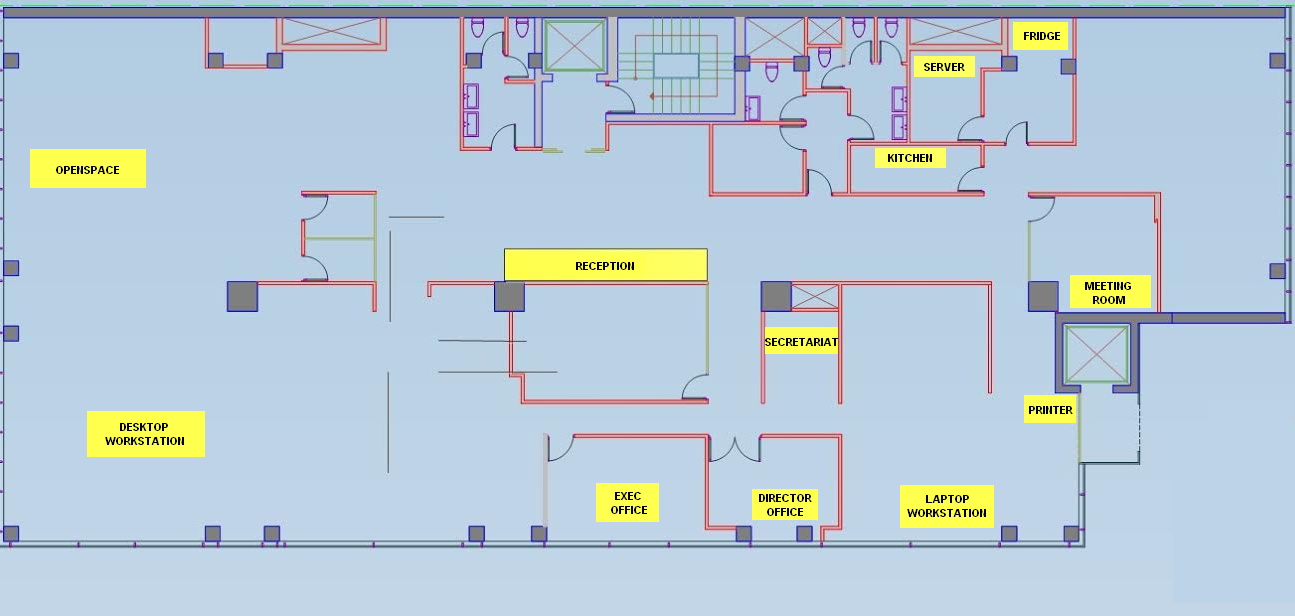 FRIDGE
SERVER
OPENSPACE
KITCHEN
RECEPTION
MEETING
ROOM
SECRETARIAT
PRINTER
DESKTOP
WORKSTATION
EXEC
OFFICE
DIRECTOR
OFFICE
LAPTOP
WORKSTATION